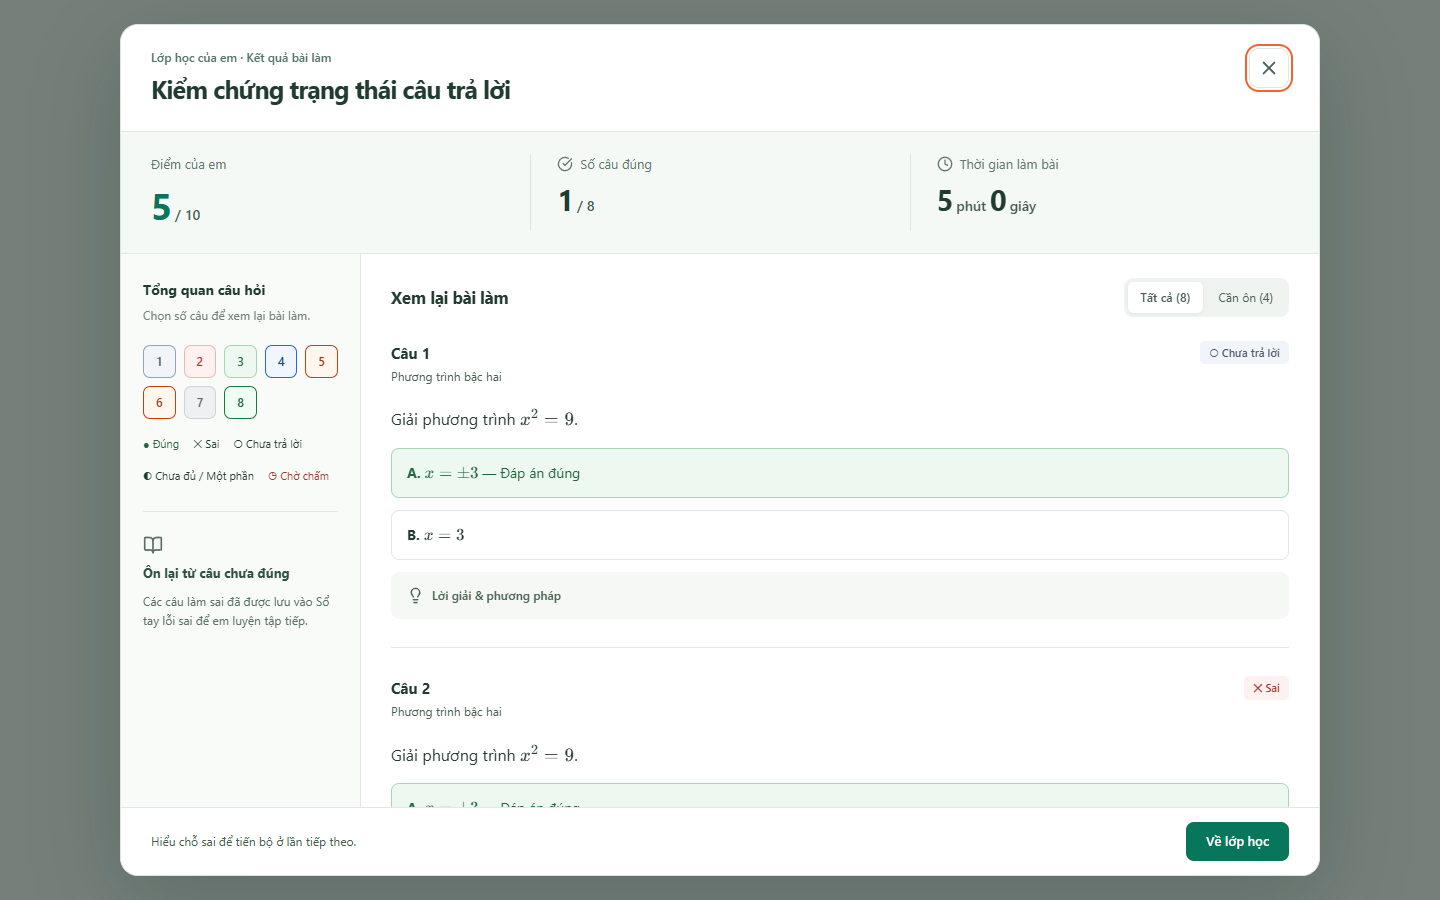 Lớp học của em · Kết quả bài làm
Kiểm chứng trạng thái câu trả lời
Điểm của em
5 / 10
Số câu đúng
1 / 8
Thời gian làm bài
5 phút 0 giây
Tổng quan câu hỏi
Chọn số câu để xem lại bài làm.
1 2 3 4 5
6 7 8
Đúng Sai Chưa trả lời
Chưa đủ / Một phần Chờ chấm
Ôn lại từ câu chưa đúng
Các câu làm sai đã được lưu vào Sổ
tay lỗi sai để em luyện tập tiếp.
Xem lại bài làm
Tất cả (8) Cần ôn (4)
Câu 1
Chưa trả lời
Phương trình bậc hai
Giải phương trình x² = 9.
A. x = ±3 — Đáp án đúng
B. x = 3
Lời giải & phương pháp
Câu 2
Sai
Phương trình bậc hai
Giải phương trình x² = 9.
A. x = ±3 — Đáp án đúng
Hiểu chỗ sai để tiến bộ ở lần tiếp theo.
Về lớp học